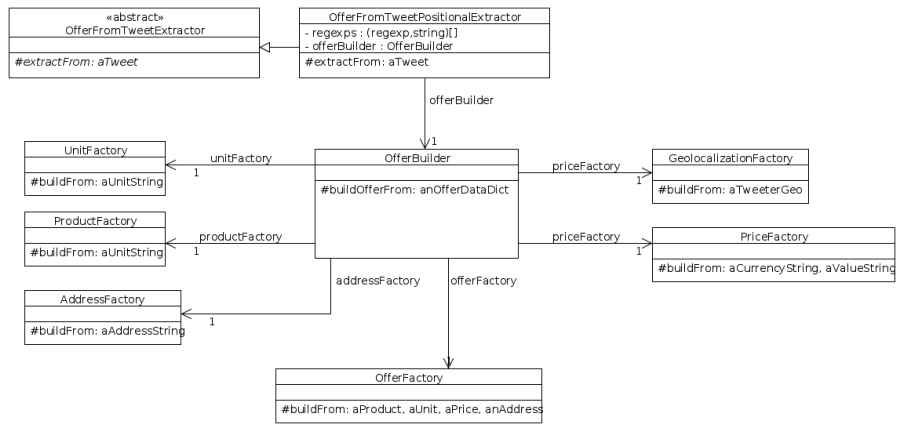 «abstract»
OfferFromTweetExtractor
#extractFrom: aTweet
OfferFromTweetPositionalExtractor
- regexps : (regexp,string)[]
- offerBuilder : OfferBuilder
#extractFrom: aTweet
offerBuilder
1
UnitFactory
#buildFrom: aUnitString
unitFactory
1
OfferBuilder
#buildOfferFrom: anOfferDataDict
priceFactory
1
GeolocalizationFactory
#buildFrom: aTweeterGeo
ProductFactory
#buildFrom: aUnitString
productFactory
1
priceFactory
1
PriceFactory
#buildFrom: aCurrencyString, aValueString
AddressFactory
#buildFrom: aAddressString
addressFactory
1
offerFactory
1
OfferFactory
#buildFrom: aProduct, aUnit, aPrice, anAddress